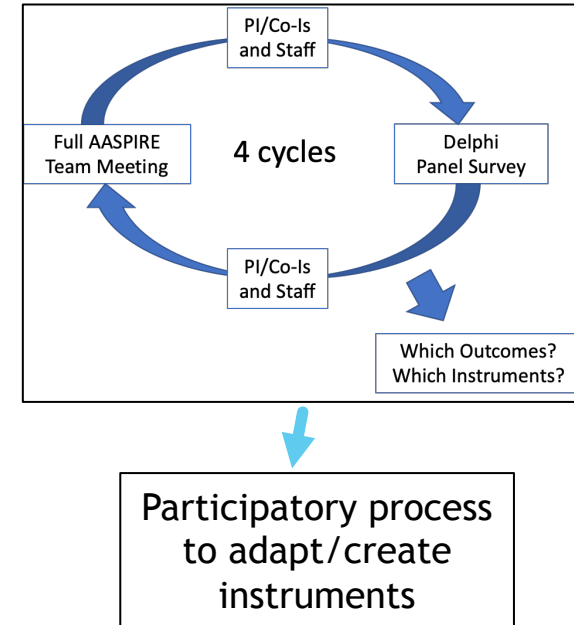 PI/Co-Is
and Staff
Full AASPIRE
Team Meeting
4 cycles
Delphi
Panel Survey
PI/Co-Is
and Staff
Which Outcomes?
Which Instruments?
Participatory process
to adapt/create
instruments